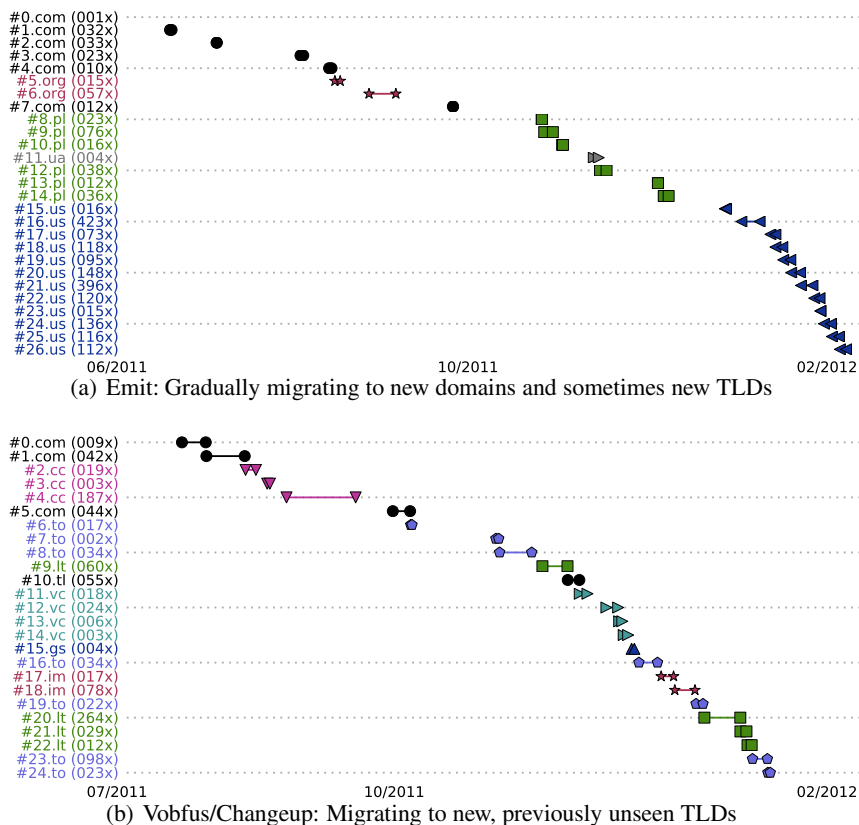 #0.com (001x)
#1.com (032x)
#2.com (033x)
#3.com (023x)
#4.com (010x)
#5.org (015x)
#6.org (057x)
#7.com (012x)
#8.pl (023x)
#9.pl (076x)
#10.pl (016x)
#11.ua (004x)
#12.pl (038x)
#13.pl (012x)
#14.pl (036x)
#15.us (016x)
#16.us (423x)
#17.us (073x)
#18.us (118x)
#19.us (095x)
#20.us (148x)
#21.us (396x)
#22.us (120x)
#23.us (015x)
#24.us (136x)
#25.us (116x)
#26.us (112x)
06/2011 10/2011 02/2012
(a) Emit: Gradually migrating to new domains and sometimes new TLDs
#0.com (009x)
#1.com (042x)
#2.cc (019x)
#3.cc (003x)
#4.cc (187x)
#5.com (044x)
#6.to (017x)
#7.to (002x)
#8.to (034x)
#9.lt (060x)
#10.tl (055x)
#11.vc (018x)
#12.vc (024x)
#13.vc (006x)
#14.vc (003x)
#15.gs (004x)
#16.to (034x)
#17.im (017x)
#18.im (078x)
#19.to (022x)
#20.lt (264x)
#21.lt (029x)
#22.lt (012x)
#23.to (098x)
#24.to (023x)
07/2011 10/2011 02/2012
(b) Vobfus/Changeup: Migrating to new, previously unseen TLDs